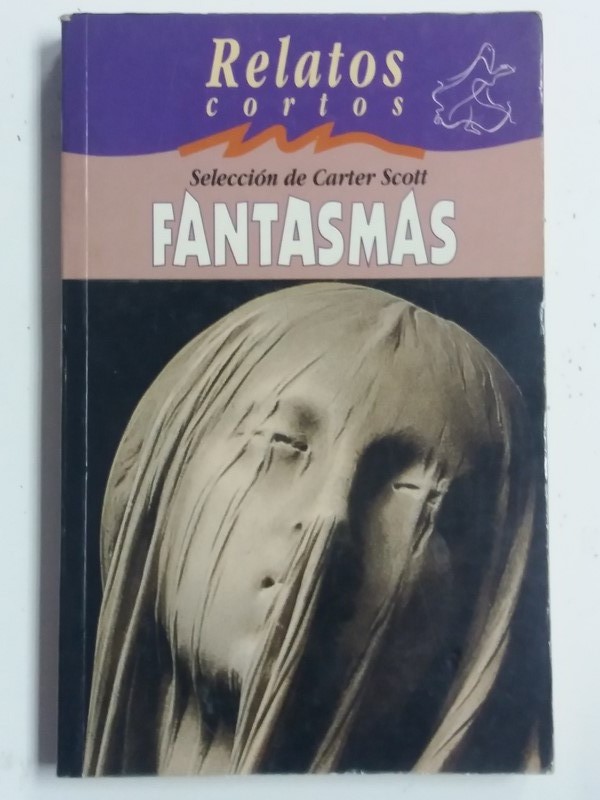 Relatos
cortos
Selección de Carter Scott
FANTASMAS